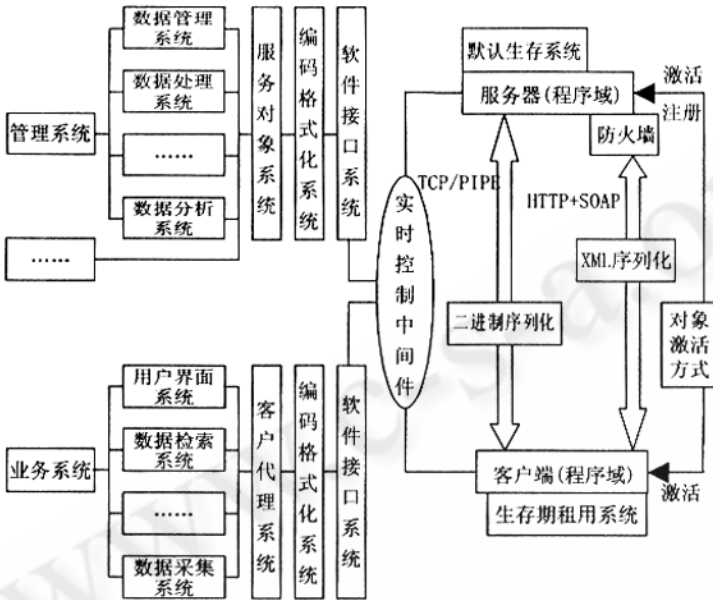 数据管理
系统
数据处理
系统
……
数据分析
系统
管理系统
……
服务对象系统
编码格式化系统
软件接口系统
用户界面
系统
数据检索
系统
……
数据采集
系统
业务系统
客户代理系统
编码格式化系统
软件接口系统
实时控制中间件
默认生存系统
服务器(程序域)
防火墙
激活
注册
TCP/PIPE
HTTP+SOAP
XML序列化
二进制序列化
对象
激活
方式
客户端(程序域)
生存期租用系统
激活